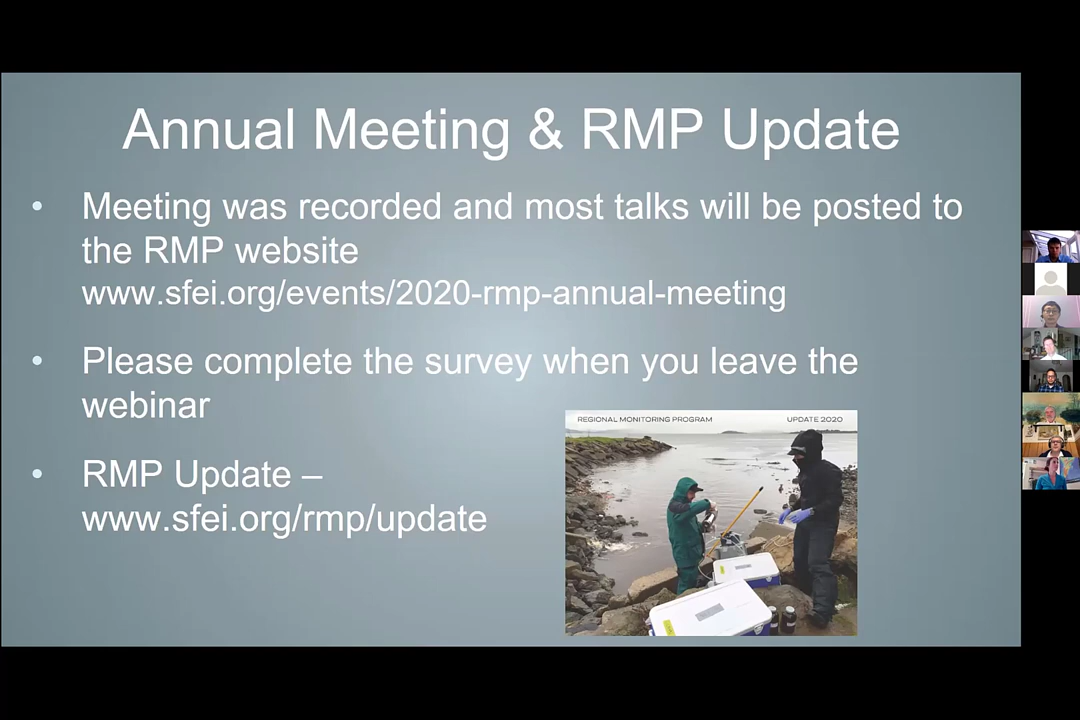 Annual Meeting & RMP Update
• Meeting was recorded and most talks will be posted to
the RMP website
www.sfei.org/events/2020-rmp-annual-meeting
• Please complete the survey when you leave the
webinar
REGIONAL MONITORING PROGRAM UPDATE 2020
• RMP Update –
www.sfei.org/rmp/update